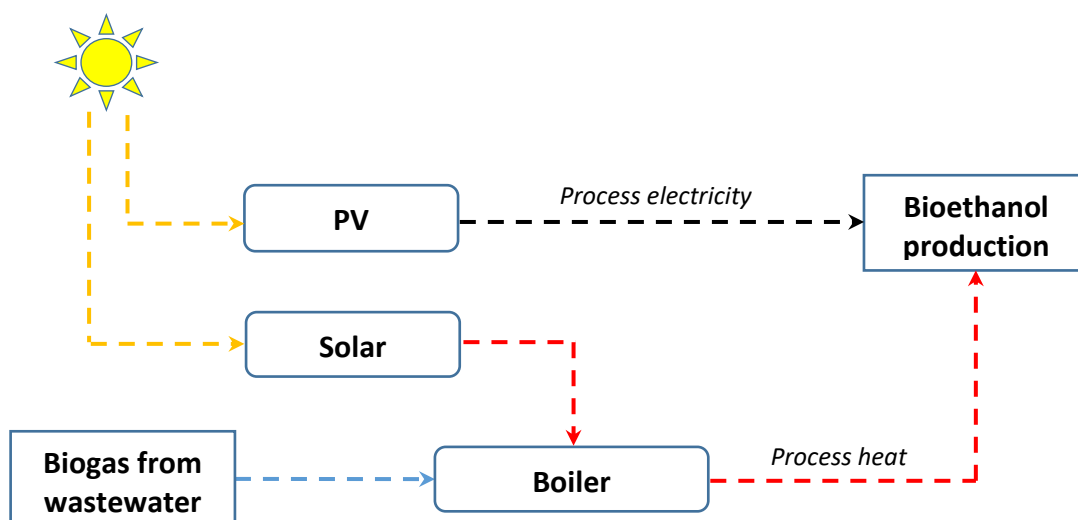 PV
Process electricity
Bioethanol
production
Solar
Biogas from
wastewater
Boiler
Process heat